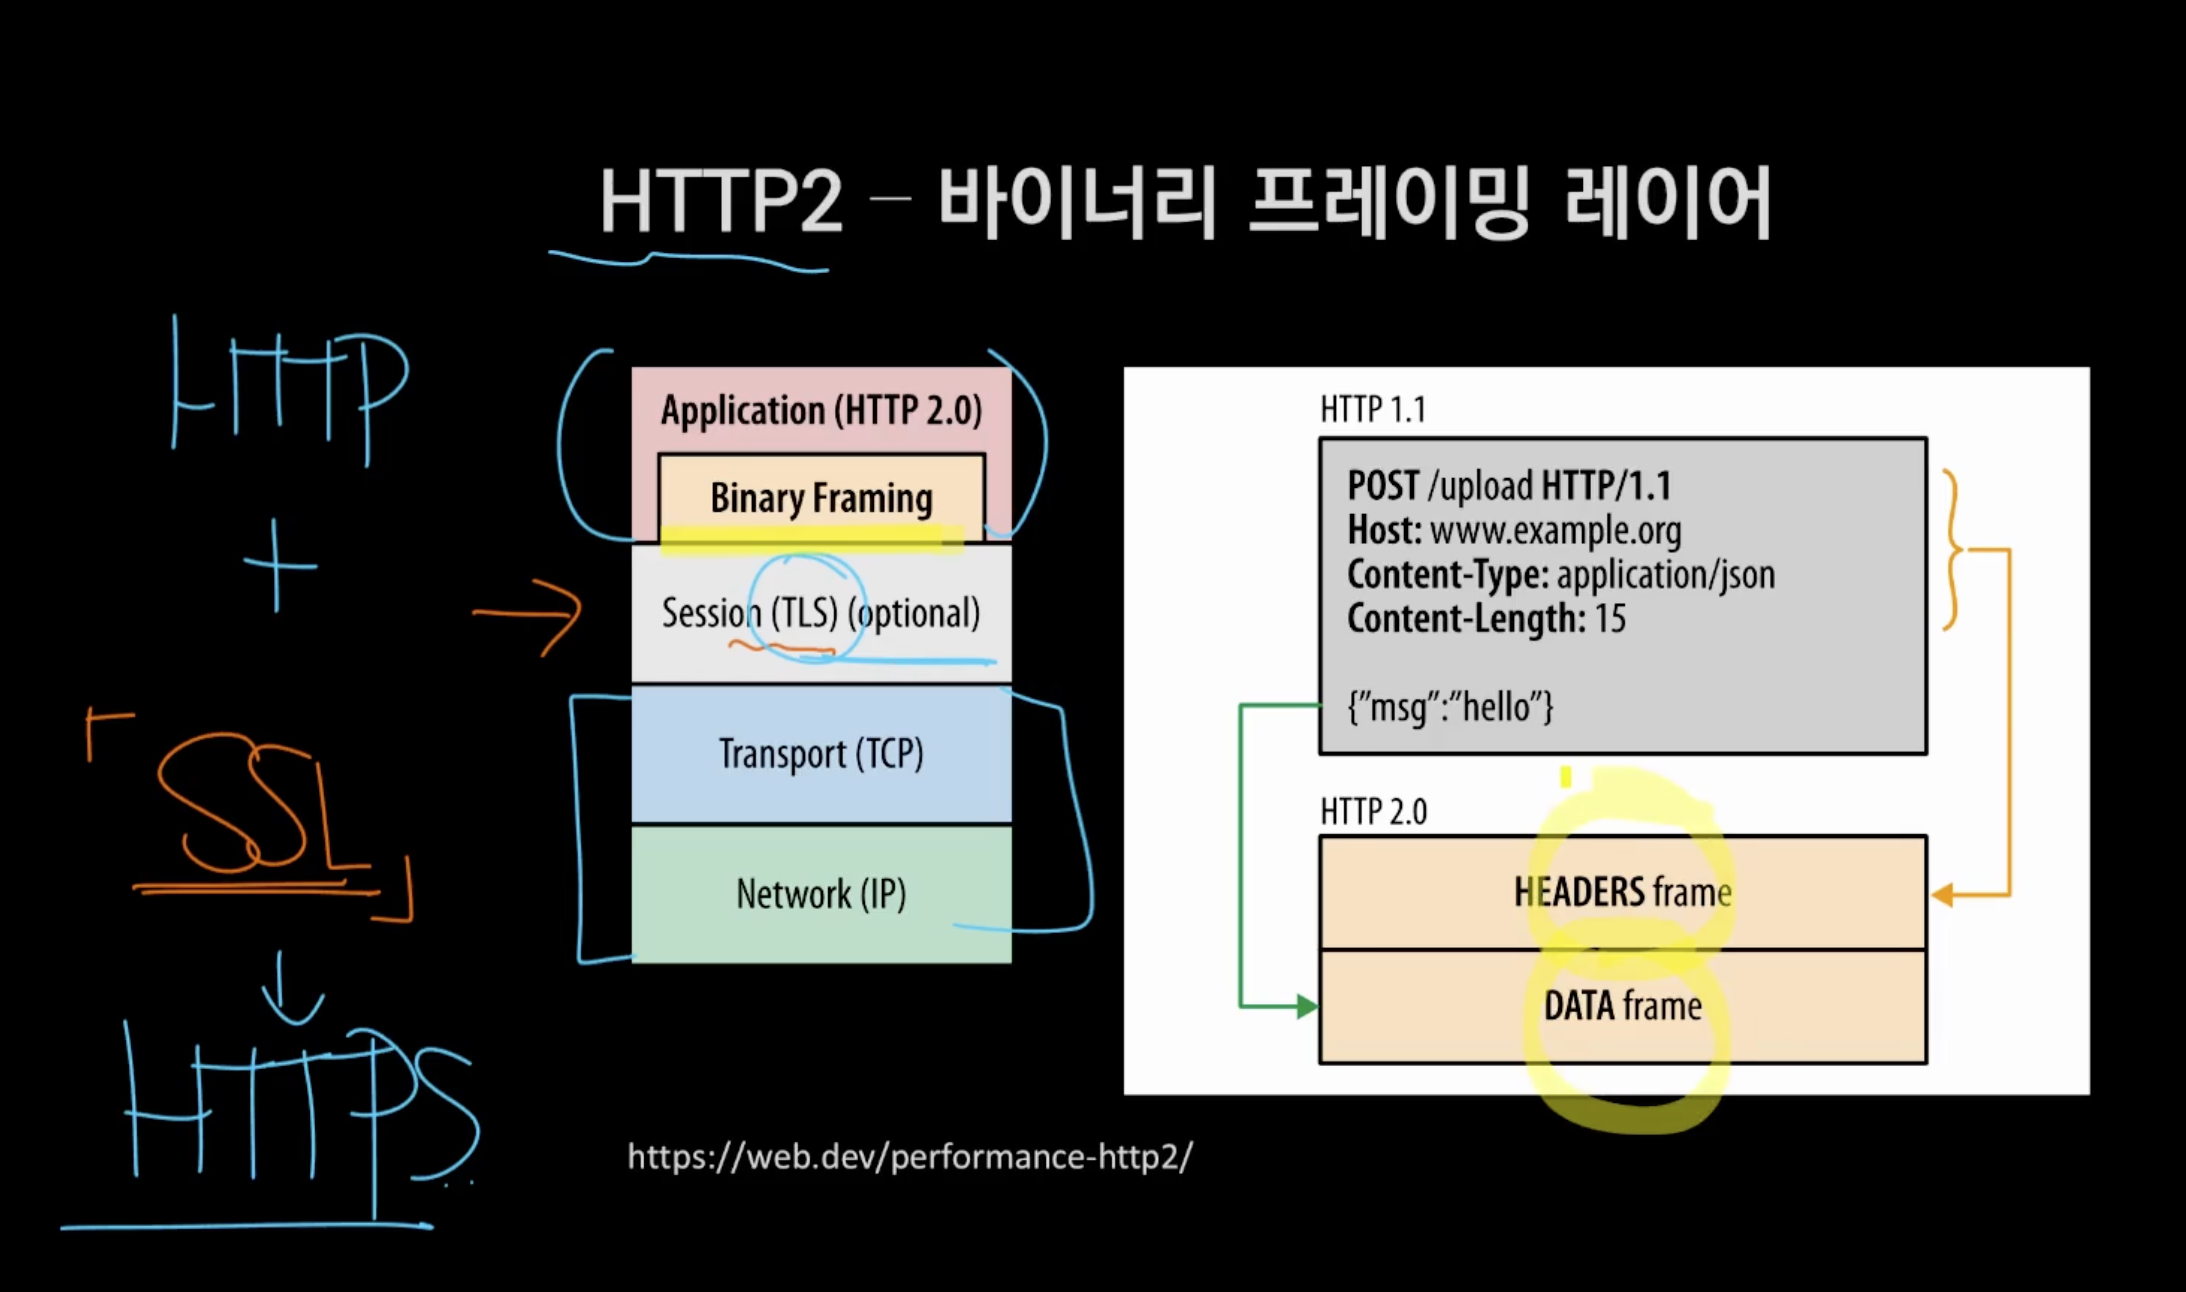 HTTP2 – 바이너리 프레이밍 레이어
HTTP
+
「SSL」
HTTPS
Application (HTTP 2.0)
Binary Framing
Session (TLS) (optional)
Transport (TCP)
Network (IP)
HTTP 1.1
POST /upload HTTP/1.1
Host: www.example.org
Content-Type: application/json
Content-Length: 15
{"msg":"hello"}
HTTP 2.0
HEADERS frame
DATA frame
https://web.dev/performance-http2/